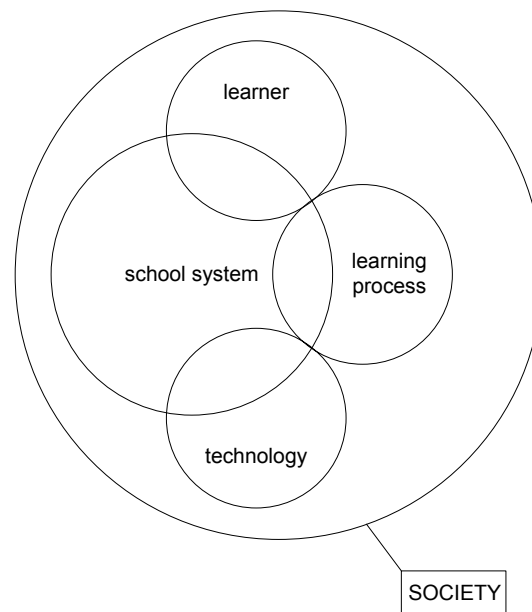 learner
school system
learning
process
technology
SOCIETY